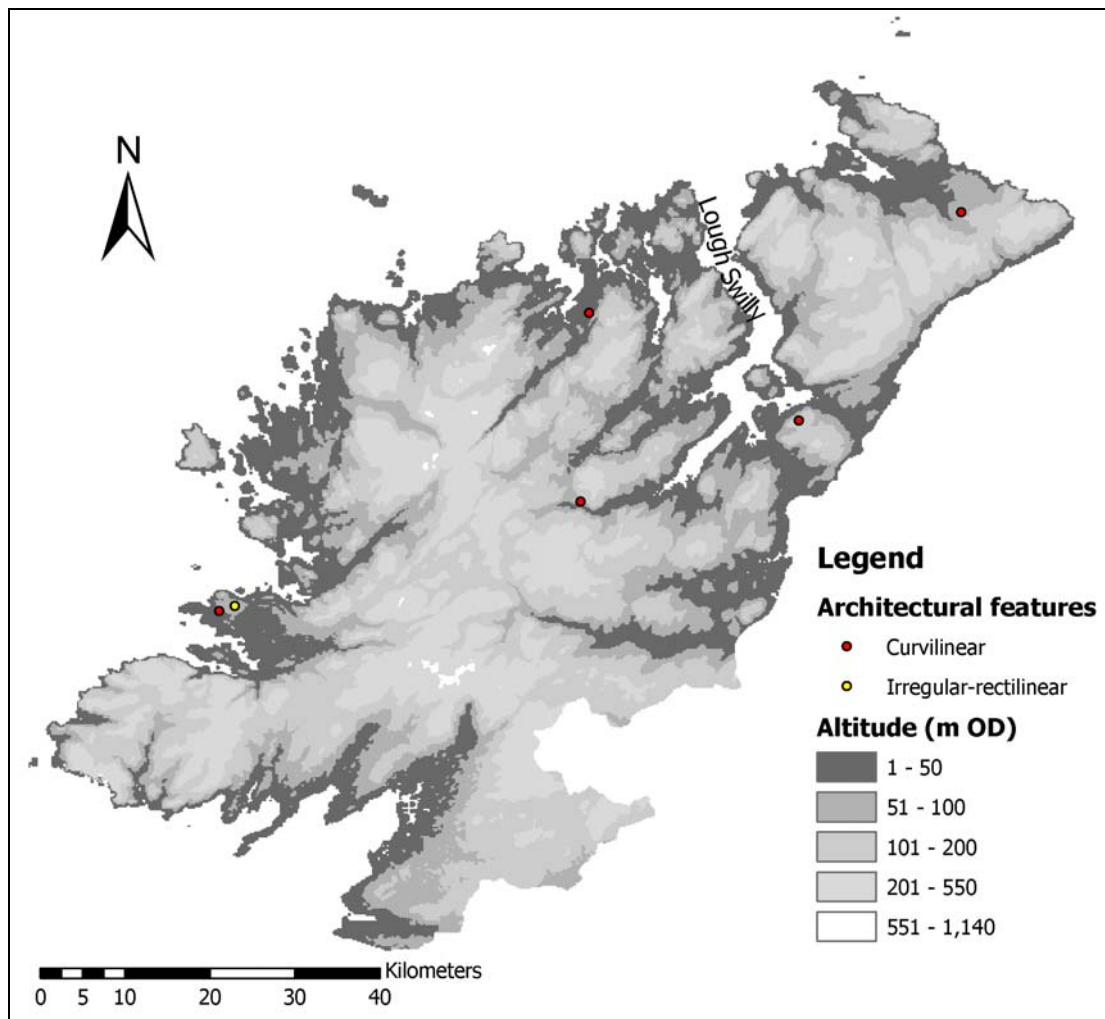 N
Lough Swilly
Legend
Architectural features
Curvilinear
Irregular-rectilinear
Altitude (m OD)
1 - 50
51 - 100
101 - 200
201 - 550
551 - 1,140
Kilometers
0 5 10 20 30 40